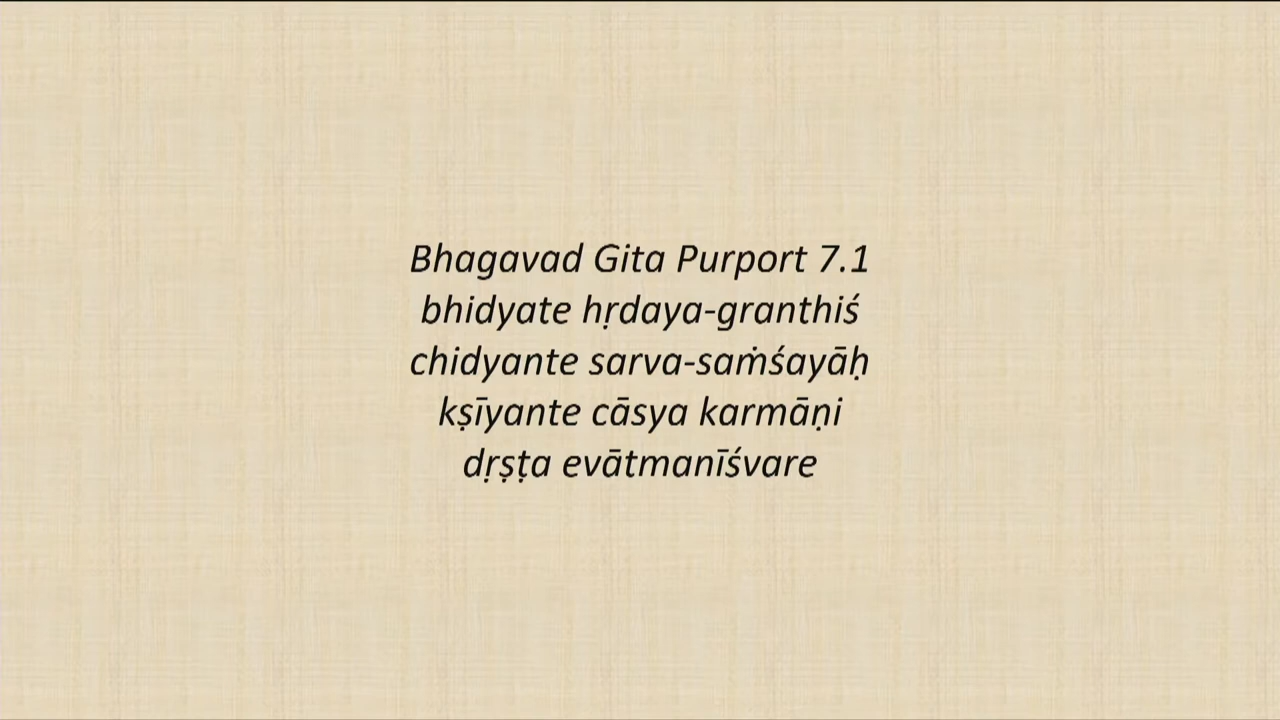 Bhagavad Gita Purport 7.1
bhidyate hṛdaya-granthiś
chidyante sarva-saṁśayāḥ
kṣīyante cāsya karmāṇi
dṛṣṭa evātmanīśvare